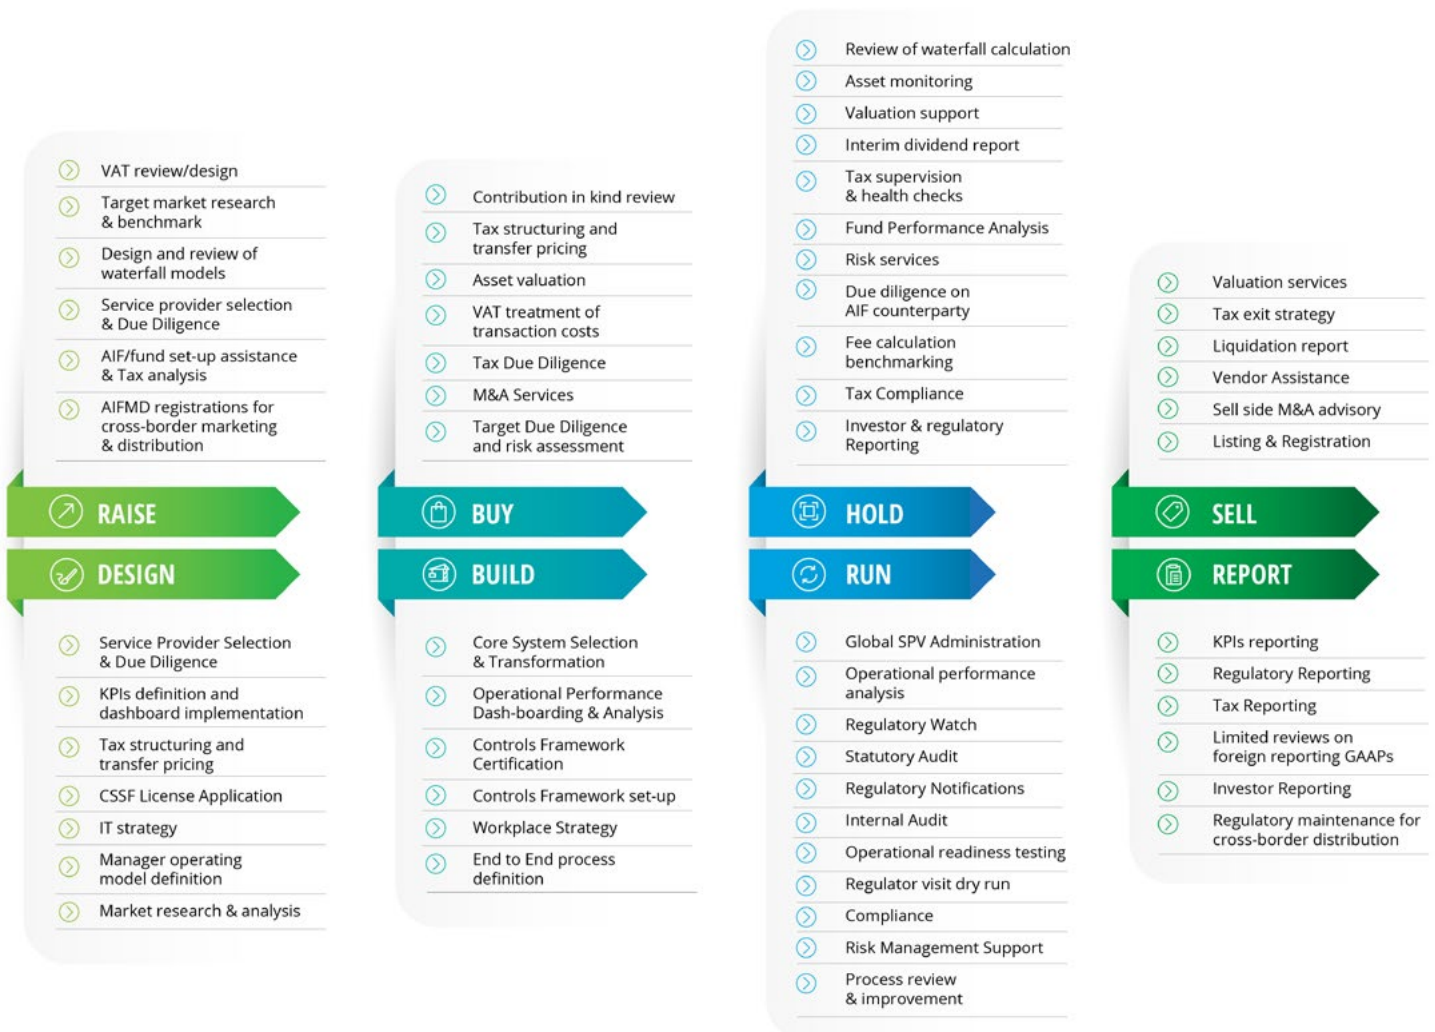 VAT review/design
Target market research
& benchmark
Design and review of
waterfall models
Service provider selection
& Due Diligence
AIF/fund set-up assistance
& Tax analysis
AIFMD registrations for
cross-border marketing
& distribution
RAISE
DESIGN
Service Provider Selection
& Due Diligence
KPIs definition and
dashboard implementation
Tax structuring and
transfer pricing
CSSF License Application
IT strategy
Manager operating
model definition
Market research & analysis
Contribution in kind review
Tax structuring and
transfer pricing
Asset valuation
VAT treatment of
transaction costs
Tax Due Diligence
M&A Services
Target Due Diligence
and risk assessment
BUY
BUILD
Core System Selection
& Transformation
Operational Performance
Dash-boarding & Analysis
Controls Framework
Certification
Controls Framework set-up
Workplace Strategy
End to End process
definition
Review of waterfall calculation
Asset monitoring
Valuation support
Interim dividend report
Tax supervision
& health checks
Fund Performance Analysis
Risk services
Due diligence on
AIF counterparty
Fee calculation
benchmarking
Tax Compliance
Investor & regulatory
Reporting
HOLD
RUN
Global SPV Administration
Operational performance
analysis
Regulatory Watch
Statutory Audit
Regulatory Notifications
Internal Audit
Operational readiness testing
Regulator visit dry run
Compliance
Risk Management Support
Process review
& improvement
Valuation services
Tax exit strategy
Liquidation report
Vendor Assistance
Sell side M&A advisory
Listing & Registration
SELL
REPORT
KPIs reporting
Regulatory Reporting
Tax Reporting
Limited reviews on
foreign reporting GAAPs
Investor Reporting
Regulatory maintenance for
cross-border distribution